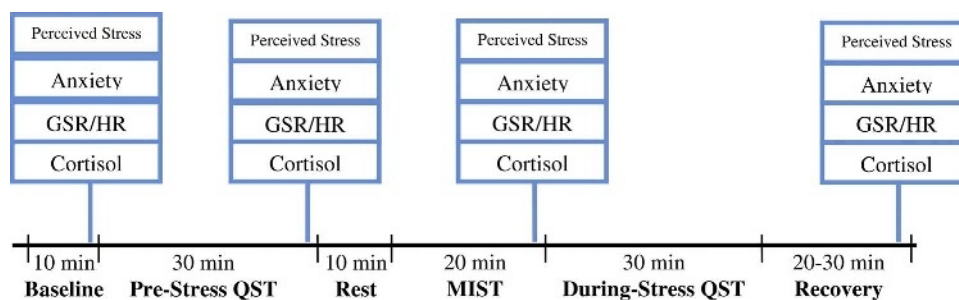 Perceived Stress
Anxiety
GSR/HR
Cortisol
Perceived Stress
Anxiety
GSR/HR
Cortisol
Perceived Stress
Anxiety
GSR/HR
Cortisol
Perceived Stress
Anxiety
GSR/HR
Cortisol
10 min 30 min 10 min 20 min 30 min 20-30 min
Baseline Pre-Stress QST Rest MIST During-Stress QST Recovery